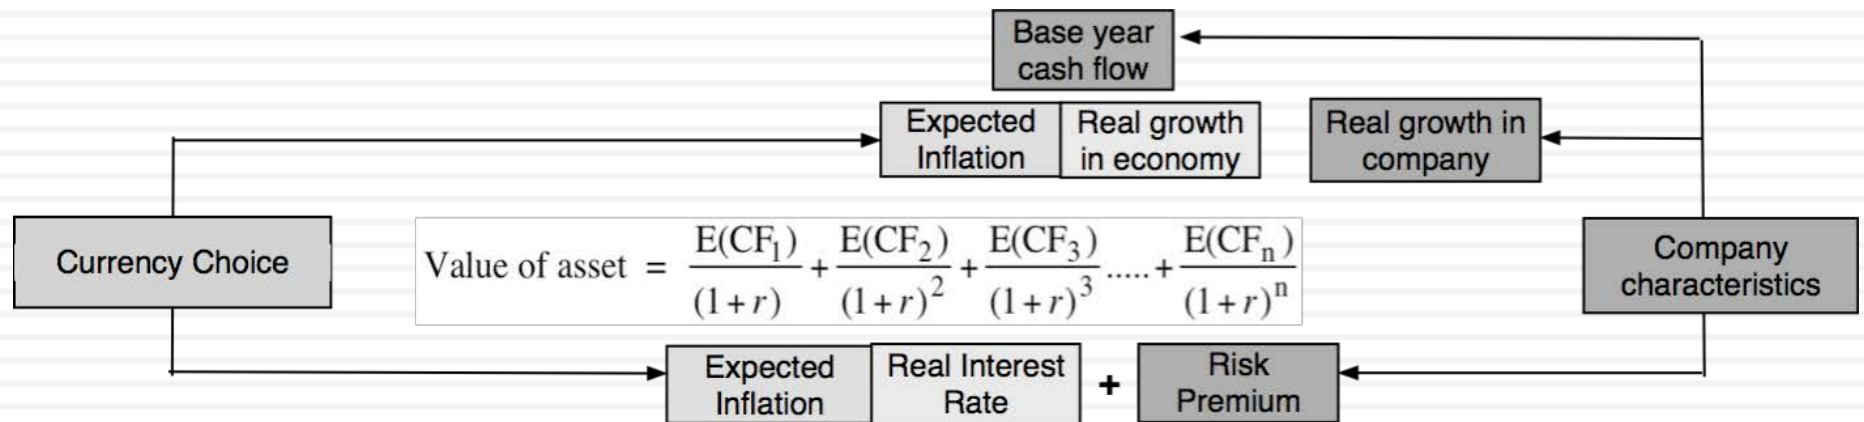 Base year
cash flow
Expected
Inflation
Real growth
in economy
Real growth in
company
Currency Choice
Value of asset = E(CF₁)/(1+r) + E(CF₂)/(1+r)² + E(CF₃)/(1+r)³ ..... + E(CFₙ)/(1+r)ⁿ
Company
characteristics
Expected
Inflation
Real Interest
Rate
+
Risk
Premium